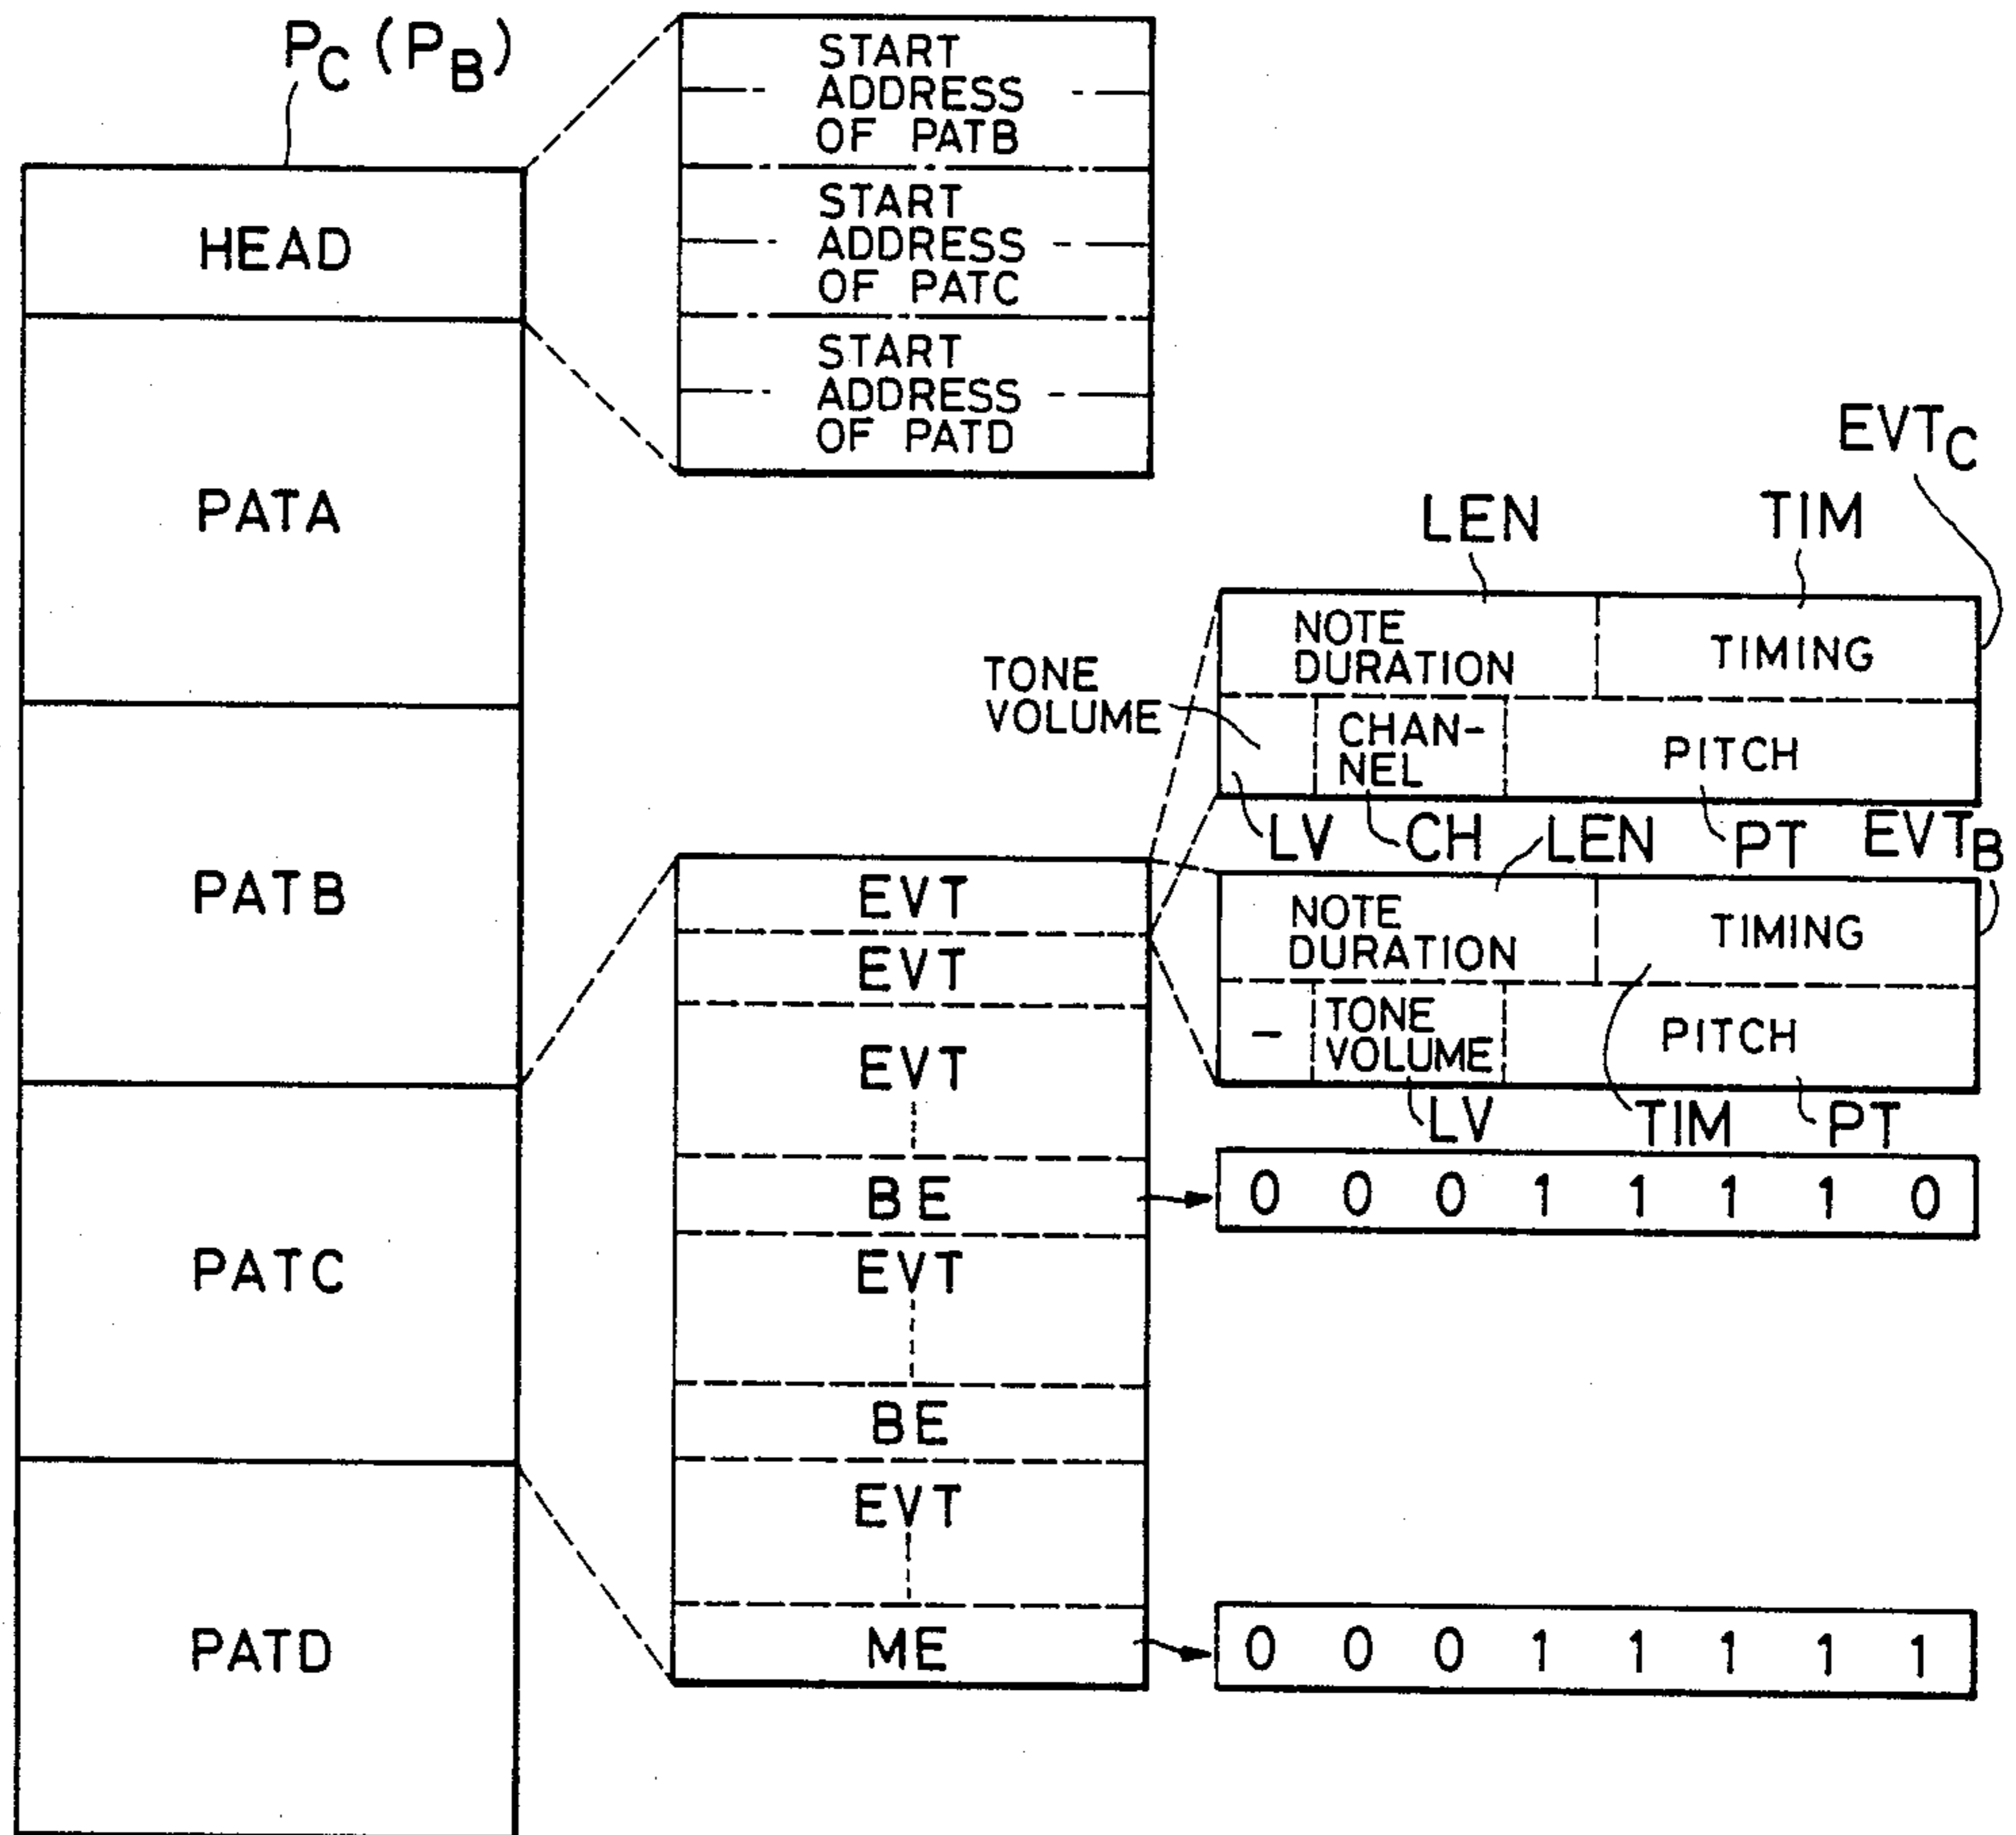 PC (PB)
HEAD
PATA
PATB
PATC
PATD
START
ADDRESS
OF PATB
START
ADDRESS
OF PATC
START
ADDRESS
OF PATD
EVT
EVT
EVT
BE
EVT
BE
EVT
ME
EVTC
LEN
TIM
NOTE
DURATION
TIMING
TONE
VOLUME
CHAN-
NEL
PITCH
LV
CH
LEN
PT
EVTB
NOTE
DURATION
TIMING
-
TONE
VOLUME
PITCH
LV
TIM
PT
0 0 0 1 1 1 1 0
0 0 0 1 1 1 1 1